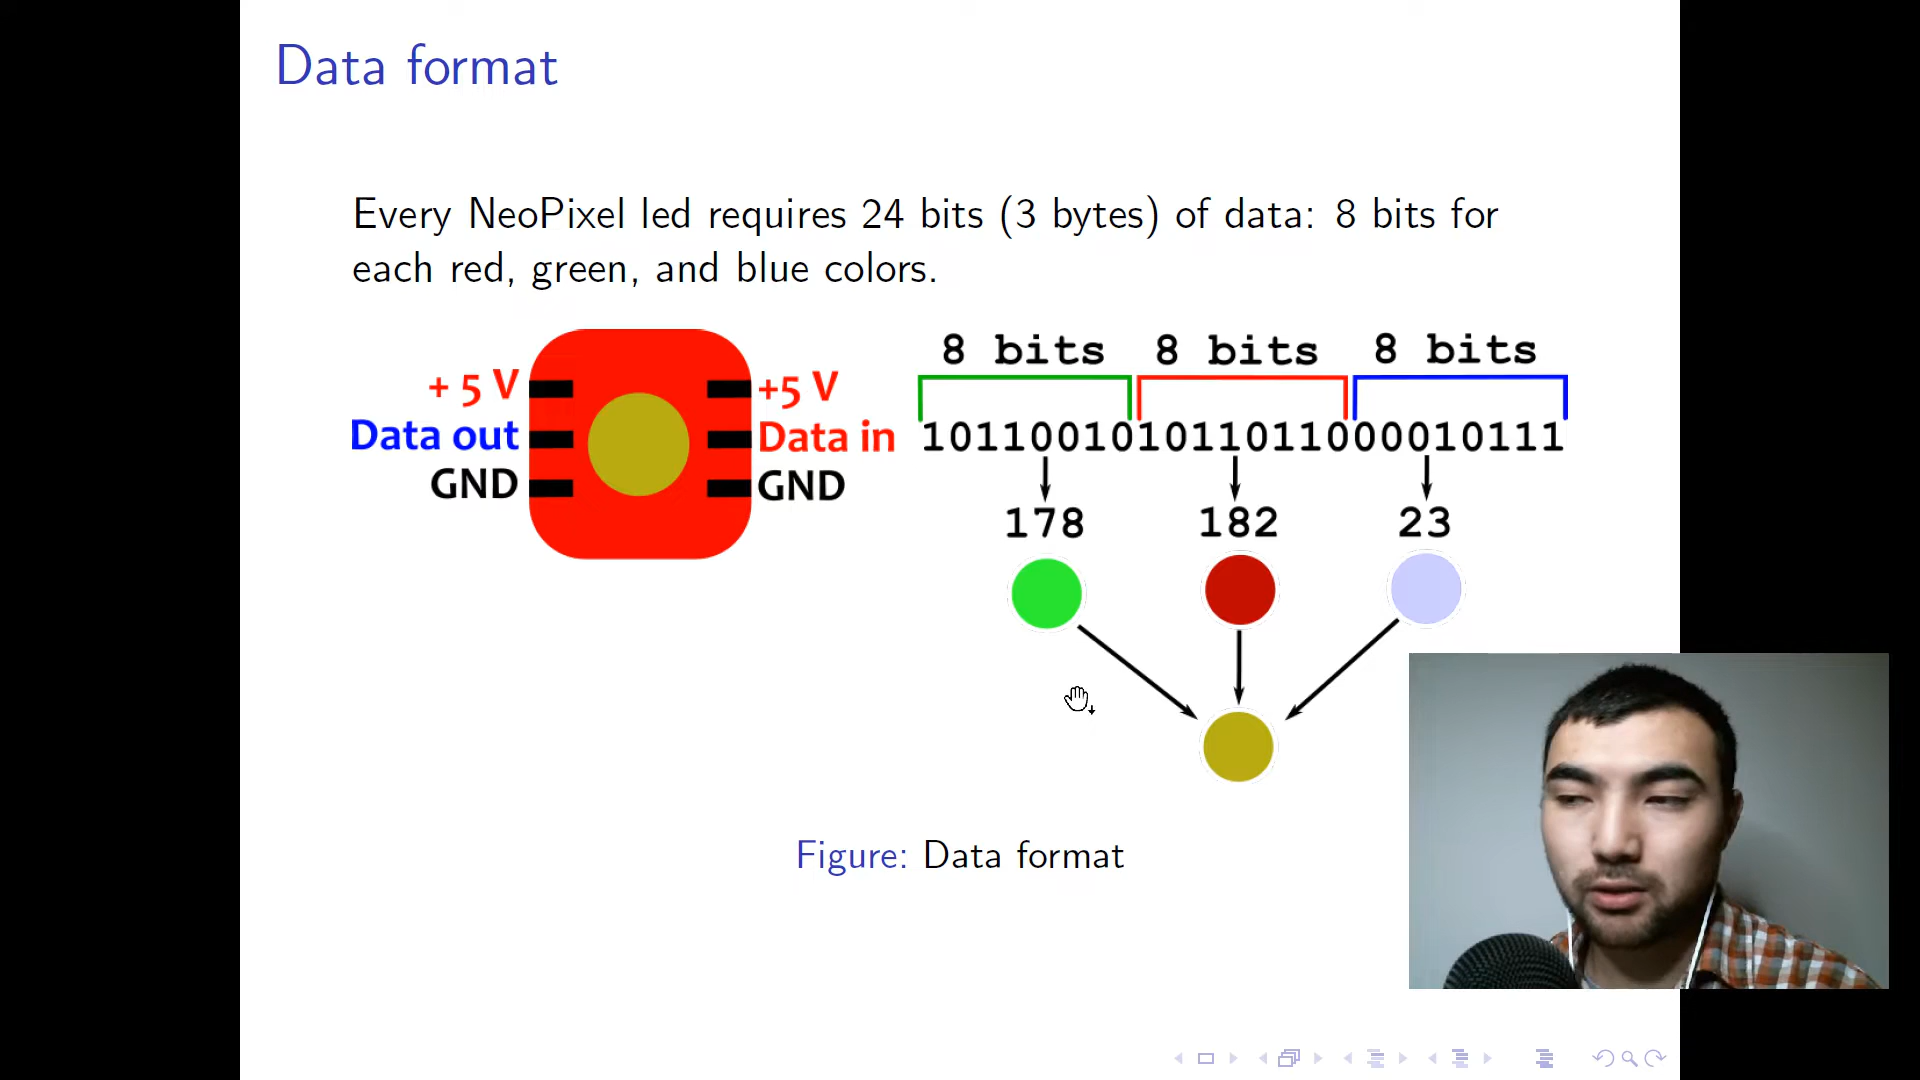 Data format
Every NeoPixel led requires 24 bits (3 bytes) of data: 8 bits for
each red, green, and blue colors.
+ 5 V
Data out
GND
+5 V
Data in
GND
8 bits 8 bits 8 bits
101100101011011000010111
178 182 23
Figure: Data format